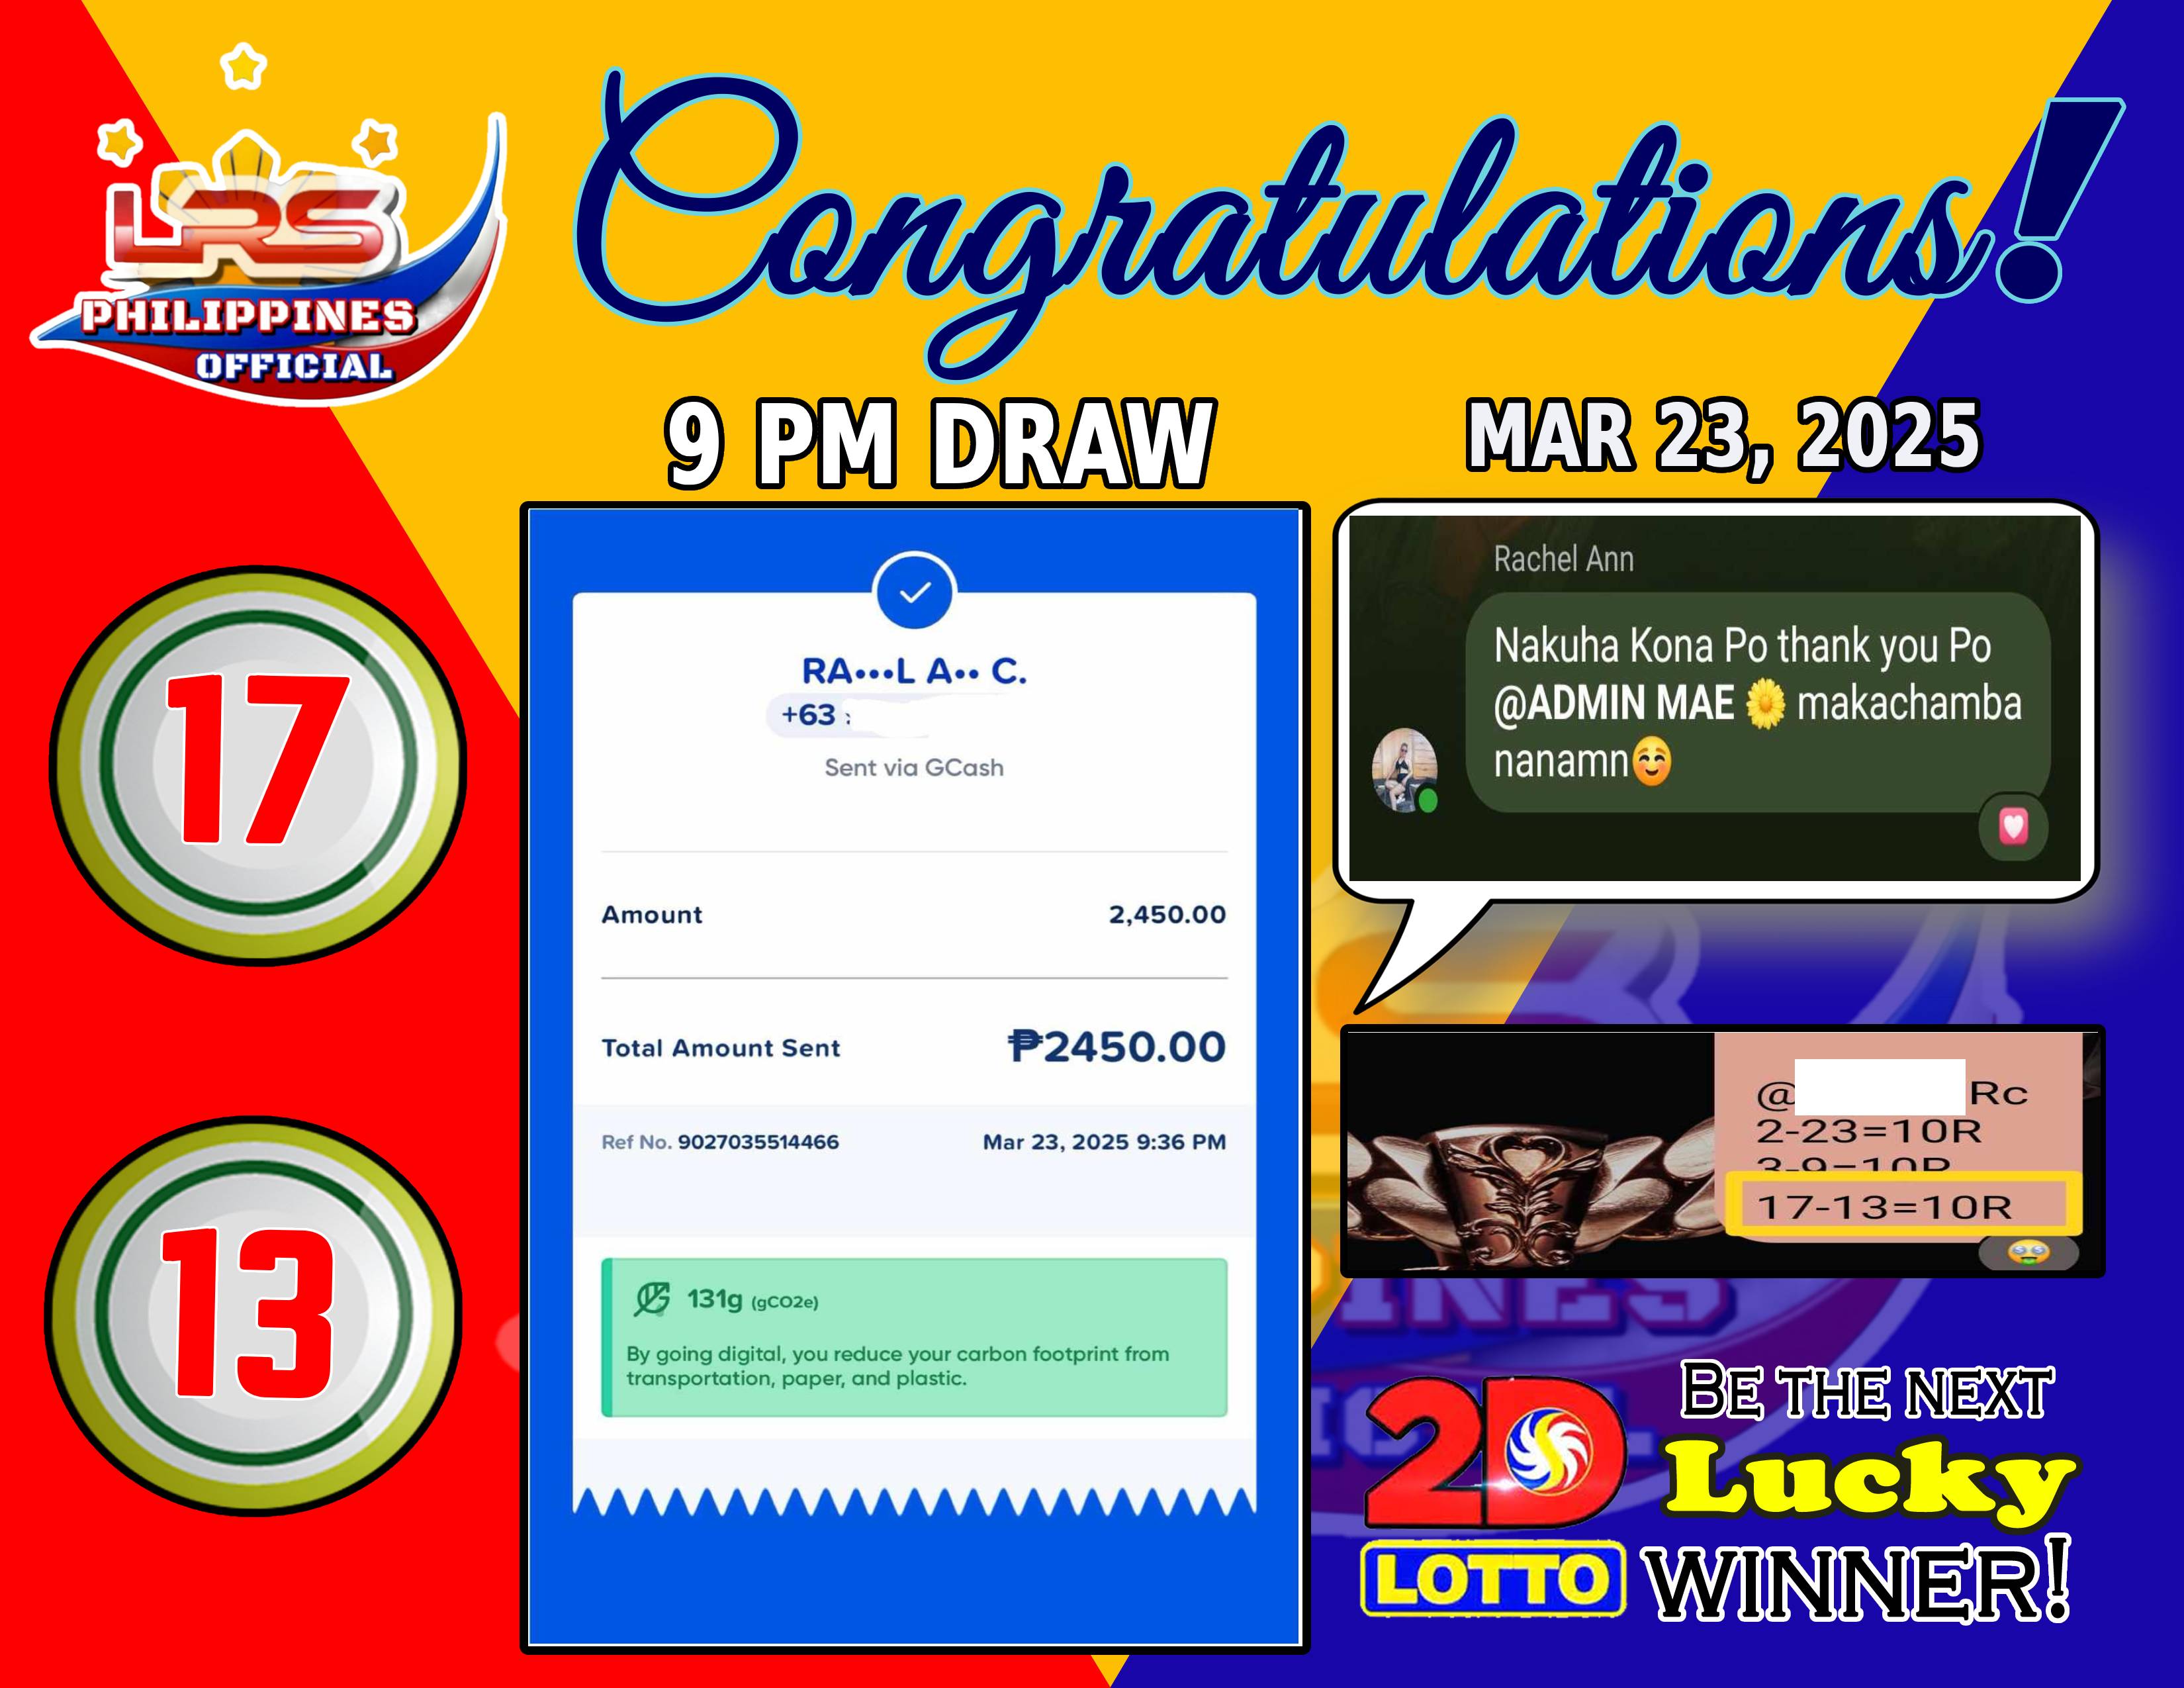 LRS
PHILIPPINES
OFFICIAL
Congratulations!
9 PM DRAW
MAR 23, 2025
17
13
RA•••L A•• C.
+63
Sent via GCash
Amount 2,450.00
Total Amount Sent ₱2450.00
Ref No. 9027035514466 Mar 23, 2025 9:36 PM
131g (gCO2e)
By going digital, you reduce your carbon footprint from
transportation, paper, and plastic.
Rachel Ann
Nakuha Kona Po thank you Po
@ADMIN MAE 🌼 makachamba
nanamn☺️
@ Rc
2-23=10R
3-9=10R
17-13=10R
2D
LOTTO
BE THE NEXT
Lucky
WINNER!